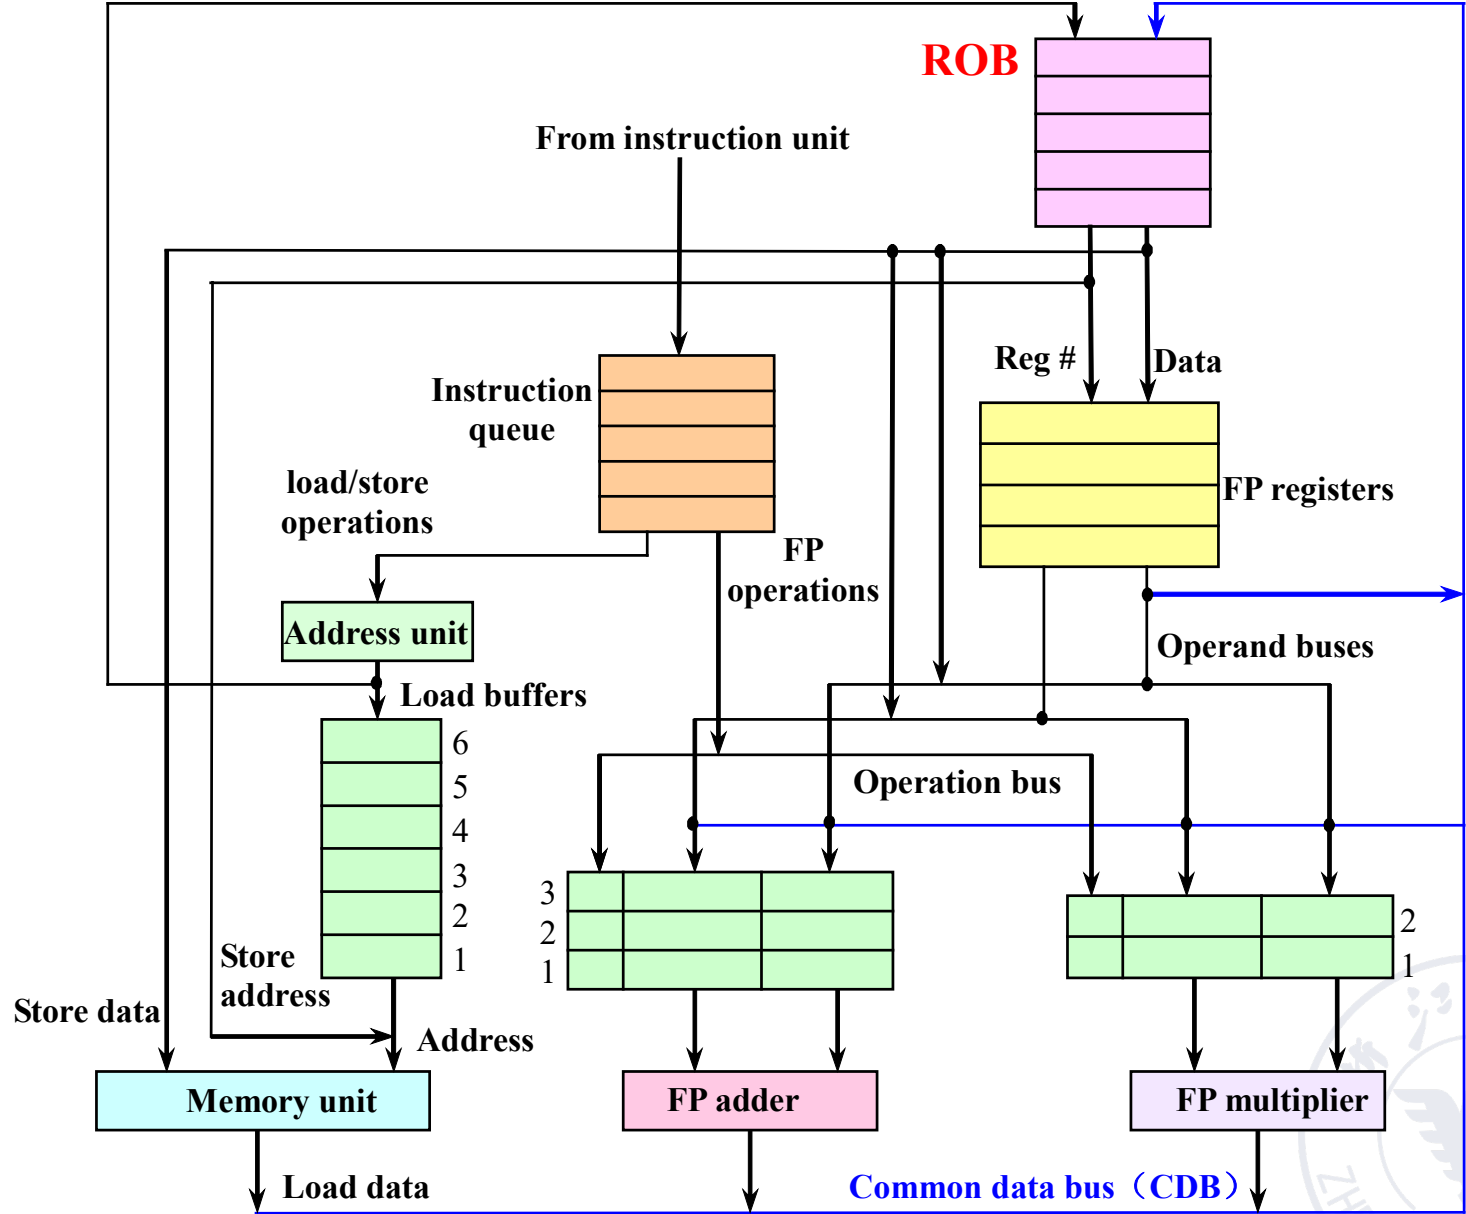 ROB
From instruction unit
Reg #
Data
Instruction
queue
FP registers
load/store
operations
FP
operations
Address unit
Operand buses
Load buffers
6
5
4
3
2
1
Operation bus
3
2
1
2
1
Store
address
Store data
Address
Memory unit
FP adder
FP multiplier
Load data
Common data bus（CDB）